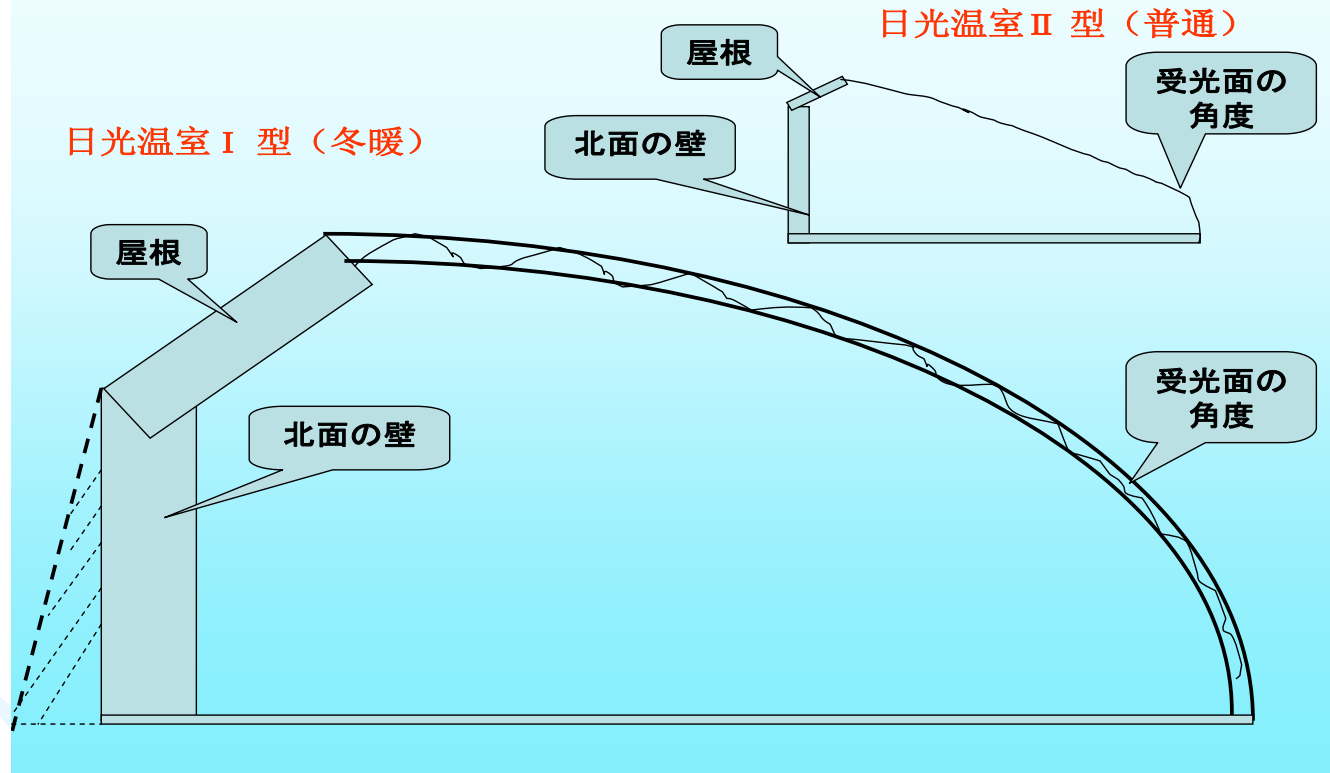 日光温室Ⅱ 型（普通）
屋根
受光面の
角度
北面の壁
日光温室Ⅰ 型（冬暖）
屋根
北面の壁
受光面の
角度